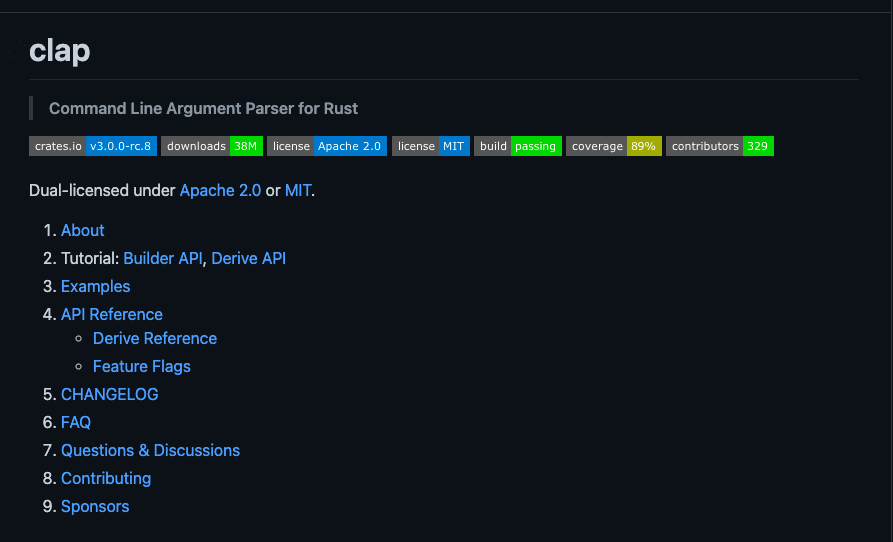 clap
Command Line Argument Parser for Rust
crates.io v3.0.0-rc.8 downloads 38M license Apache 2.0 license MIT build passing coverage 89% contributors 329
Dual-licensed under Apache 2.0 or MIT.
1. About
2. Tutorial: Builder API, Derive API
3. Examples
4. API Reference
◦ Derive Reference
◦ Feature Flags
5. CHANGELOG
6. FAQ
7. Questions & Discussions
8. Contributing
9. Sponsors